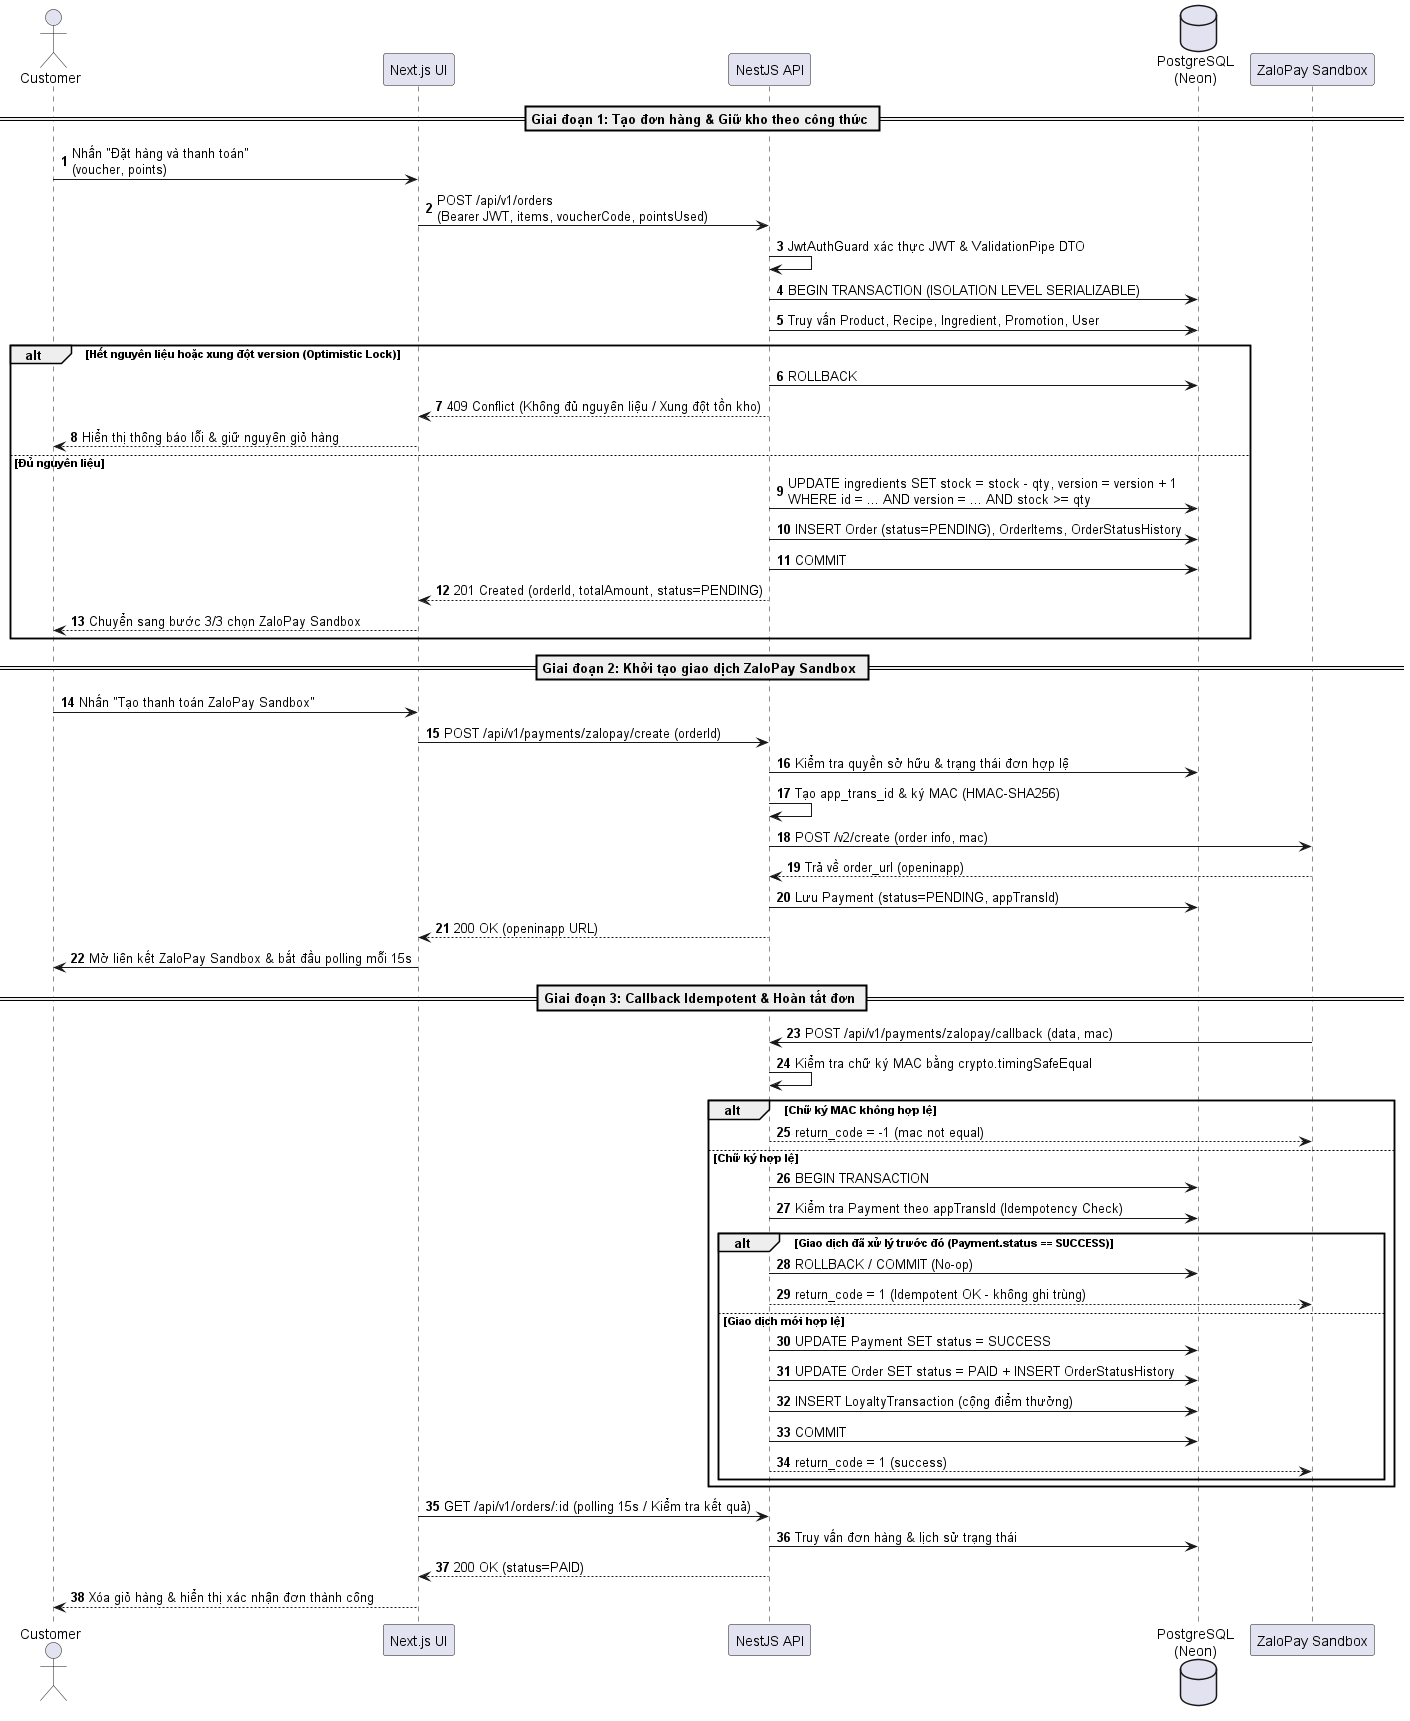 Customer
Next.js UI
NestJS API
PostgreSQL
(Neon)
ZaloPay Sandbox
Giai đoạn 1: Tạo đơn hàng & Giữ kho theo công thức
1 Nhấn "Đặt hàng và thanh toán"
(voucher, points)
2 POST /api/v1/orders
(Bearer JWT, items, voucherCode, pointsUsed)
3 JwtAuthGuard xác thực JWT & ValidationPipe DTO
4 BEGIN TRANSACTION (ISOLATION LEVEL SERIALIZABLE)
5 Truy vấn Product, Recipe, Ingredient, Promotion, User
alt [Hết nguyên liệu hoặc xung đột version (Optimistic Lock)]
6 ROLLBACK
7 409 Conflict (Không đủ nguyên liệu / Xung đột tồn kho)
8 Hiển thị thông báo lỗi & giữ nguyên giỏ hàng
[Đủ nguyên liệu]
9 UPDATE ingredients SET stock = stock - qty, version = version + 1
WHERE id = ... AND version = ... AND stock >= qty
10 INSERT Order (status=PENDING), OrderItems, OrderStatusHistory
11 COMMIT
12 201 Created (orderId, totalAmount, status=PENDING)
13 Chuyển sang bước 3/3 chọn ZaloPay Sandbox
Giai đoạn 2: Khởi tạo giao dịch ZaloPay Sandbox
14 Nhấn "Tạo thanh toán ZaloPay Sandbox"
15 POST /api/v1/payments/zalopay/create (orderId)
16 Kiểm tra quyền sở hữu & trạng thái đơn hợp lệ
17 Tạo app_trans_id & ký MAC (HMAC-SHA256)
18 POST /v2/create (order info, mac)
19 Trả về order_url (openinapp)
20 Lưu Payment (status=PENDING, appTransId)
21 200 OK (openinapp URL)
22 Mở liên kết ZaloPay Sandbox & bắt đầu polling mỗi 15s
Giai đoạn 3: Callback Idempotent & Hoàn tất đơn
23 POST /api/v1/payments/zalopay/callback (data, mac)
24 Kiểm tra chữ ký MAC bằng crypto.timingSafeEqual
alt [Chữ ký MAC không hợp lệ]
25 return_code = -1 (mac not equal)
[Chữ ký hợp lệ]
26 BEGIN TRANSACTION
27 Kiểm tra Payment theo appTransId (Idempotency Check)
alt [Giao dịch đã xử lý trước đó (Payment.status == SUCCESS)]
28 ROLLBACK / COMMIT (No-op)
29 return_code = 1 (Idempotent OK - không ghi trùng)
[Giao dịch mới hợp lệ]
30 UPDATE Payment SET status = SUCCESS
31 UPDATE Order SET status = PAID + INSERT OrderStatusHistory
32 INSERT LoyaltyTransaction (cộng điểm thưởng)
33 COMMIT
34 return_code = 1 (success)
35 GET /api/v1/orders/:id (polling 15s / Kiểm tra kết quả)
36 Truy vấn đơn hàng & lịch sử trạng thái
37 200 OK (status=PAID)
38 Xóa giỏ hàng & hiển thị xác nhận đơn thành công
Customer
Next.js UI
NestJS API
PostgreSQL
(Neon)
ZaloPay Sandbox